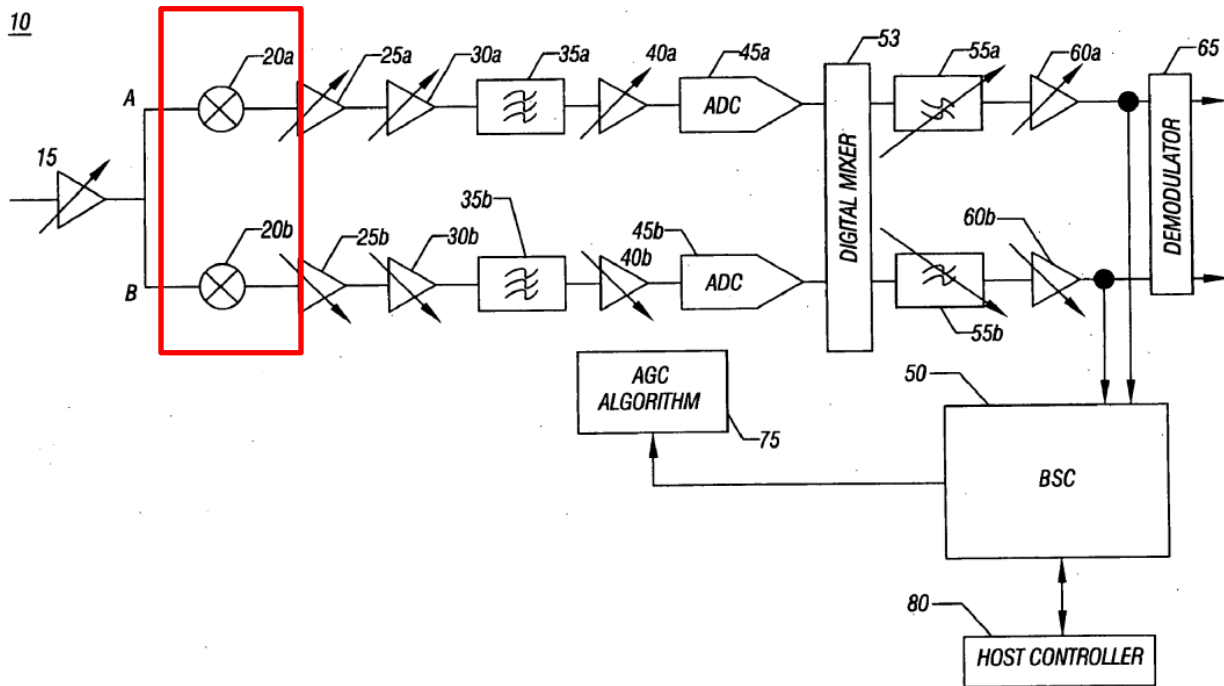 10
20a
25a
30a
35a
40a
45a
53
55a
60a
65
A
ADC
15
DIGITAL MIXER
DEMODULATOR
35b
20b
25b
30b
40b
45b
60b
B
ADC
55b
AGC
ALGORITHM
75
50
BSC
80
HOST CONTROLLER